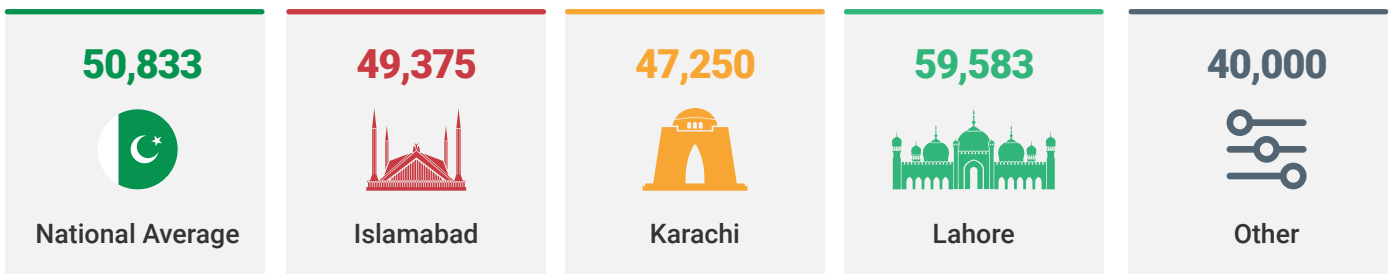 50,833
National Average
49,375
Islamabad
47,250
Karachi
59,583
Lahore
40,000
Other